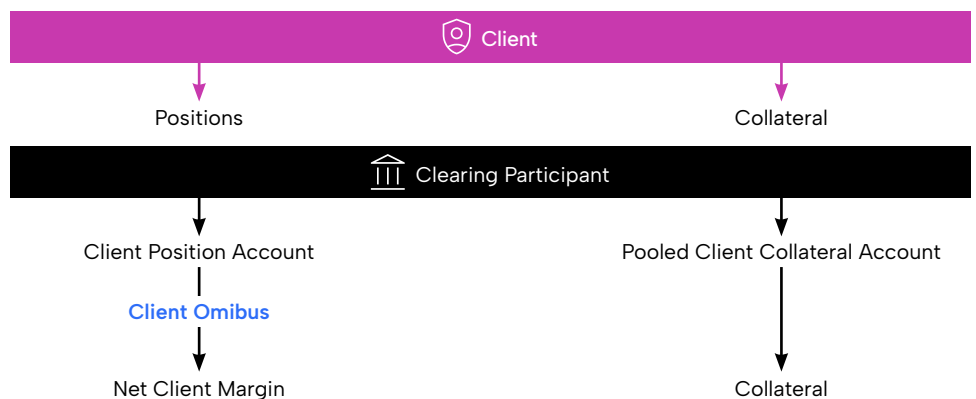 Client
Positions
Collateral
Clearing Participant
Client Position Account
Pooled Client Collateral Account
Client Omibus
Net Client Margin
Collateral